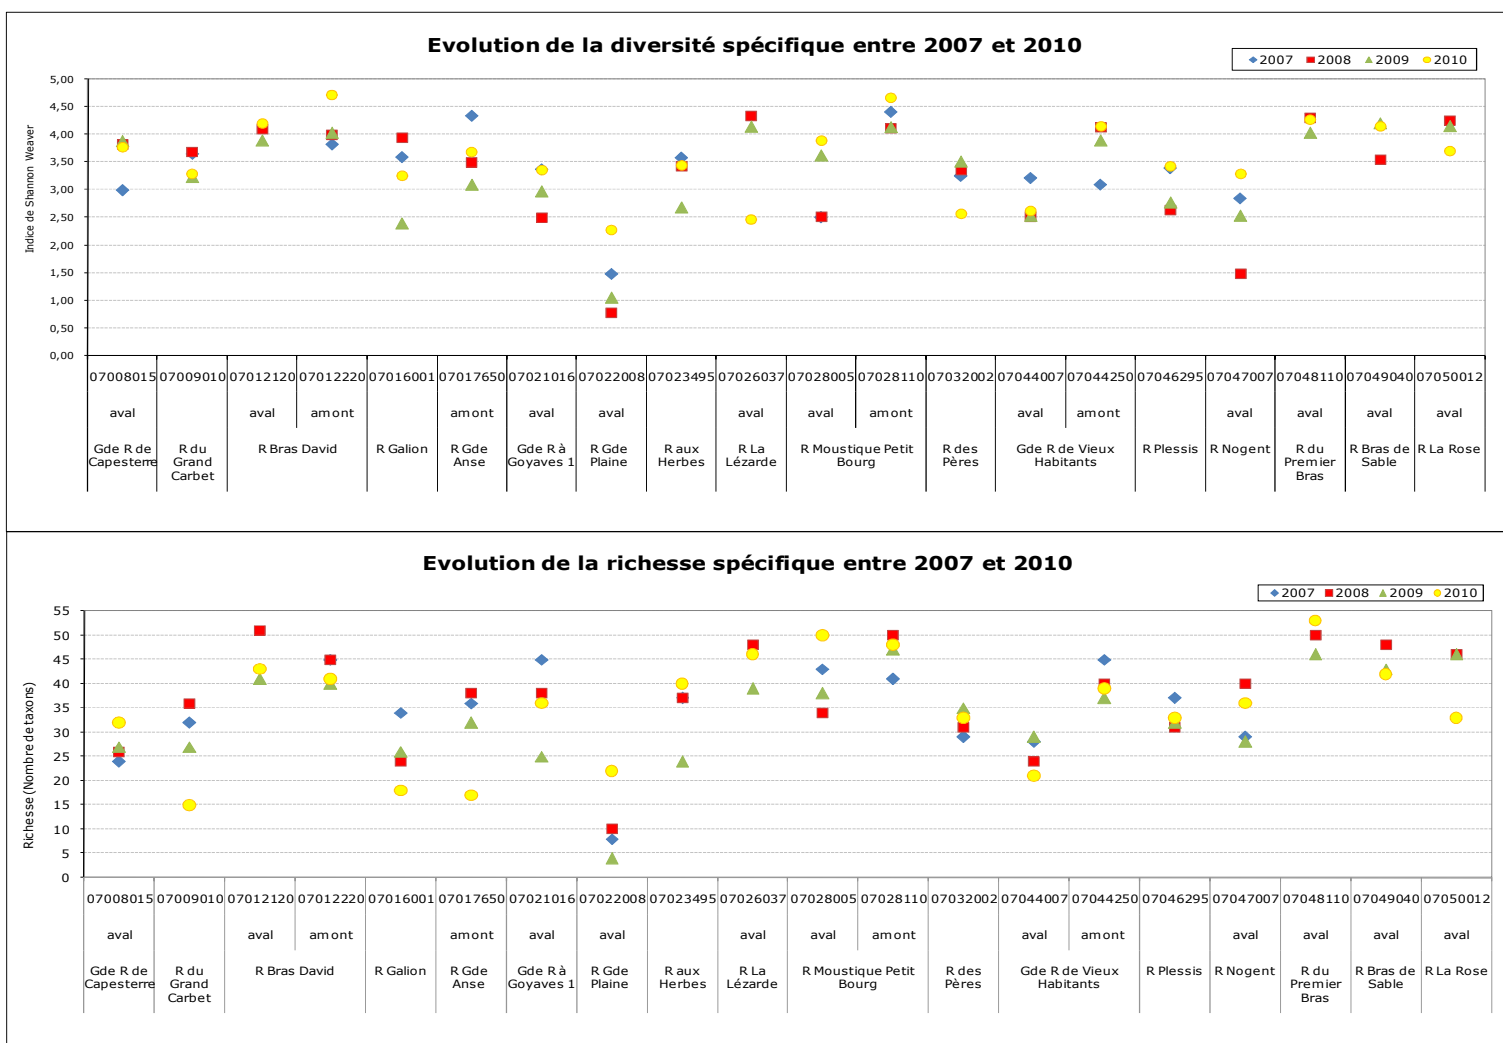 Evolution de la diversité spécifique entre 2007 et 2010
2007 2008 2009 2010
Indice de Shannon Weaver
5,00
4,50
4,00
3,50
3,00
2,50
2,00
1,50
1,00
0,50
0,00
07008015 07009010 07012120 07012220 07016001 07017650 07021016 07022008 07023495 07026037 07028005 07028110 07032002 07044007 07044250 07046295 07047007 07048110 07049040 07050012
aval aval amont amont aval aval aval aval amont aval amont aval aval aval aval
Gde R de R du R Bras David R Galion R Gde Gde R à R Gde R aux R La R Moustique Petit R des Gde R de Vieux R Plessis R Nogent R du R Bras de R La Rose
Capesterre Grand Anse Goyaves 1 Plaine Herbes Lézarde Bourg Pères Habitants Premier Sable
Carbet Bras
Evolution de la richesse spécifique entre 2007 et 2010
2007 2008 2009 2010
Richesse (Nombre de taxons)
55
50
45
40
35
30
25
20
15
10
5
0
07008015 07009010 07012120 07012220 07016001 07017650 07021016 07022008 07023495 07026037 07028005 07028110 07032002 07044007 07044250 07046295 07047007 07048110 07049040 07050012
aval aval amont amont aval aval aval aval amont aval amont aval aval aval aval
Gde R de R du R Bras David R Galion R Gde Gde R à R Gde R aux R La R Moustique Petit R des Gde R de Vieux R Plessis R Nogent R du R Bras de R La Rose
Capesterre Grand Anse Goyaves 1 Plaine Herbes Lézarde Bourg Pères Habitants Premier Sable
Carbet Bras